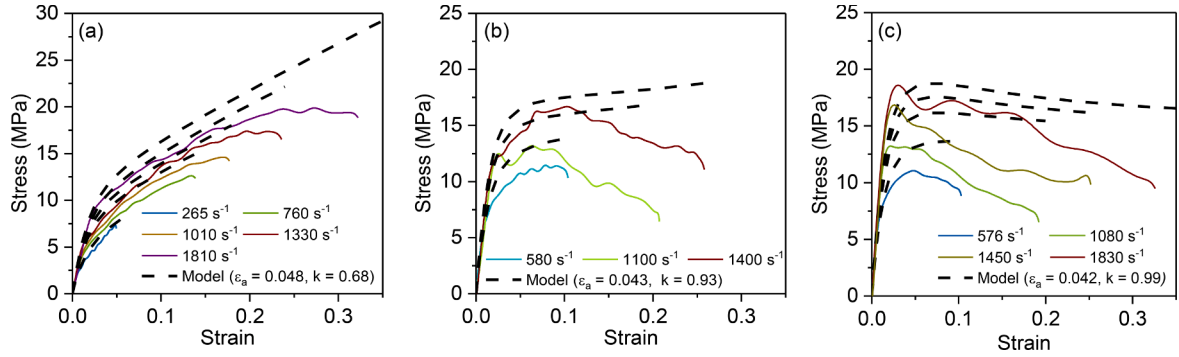 (a)
30
25
20
15
10
5
0
Stress (MPa)
0.0 0.1 0.2 0.3
Strain
265 s⁻¹ 760 s⁻¹
1010 s⁻¹ 1330 s⁻¹
1810 s⁻¹
Model (εₐ = 0.048, k = 0.68)
(b)
25
20
15
10
5
0
Stress (MPa)
0.0 0.1 0.2 0.3
Strain
580 s⁻¹ 1100 s⁻¹ 1400 s⁻¹
Model (εₐ = 0.043, k = 0.93)
(c)
25
20
15
10
5
0
Stress (MPa)
0.0 0.1 0.2 0.3
Strain
576 s⁻¹ 1080 s⁻¹
1450 s⁻¹ 1830 s⁻¹
Model (εₐ = 0.042, k = 0.99)